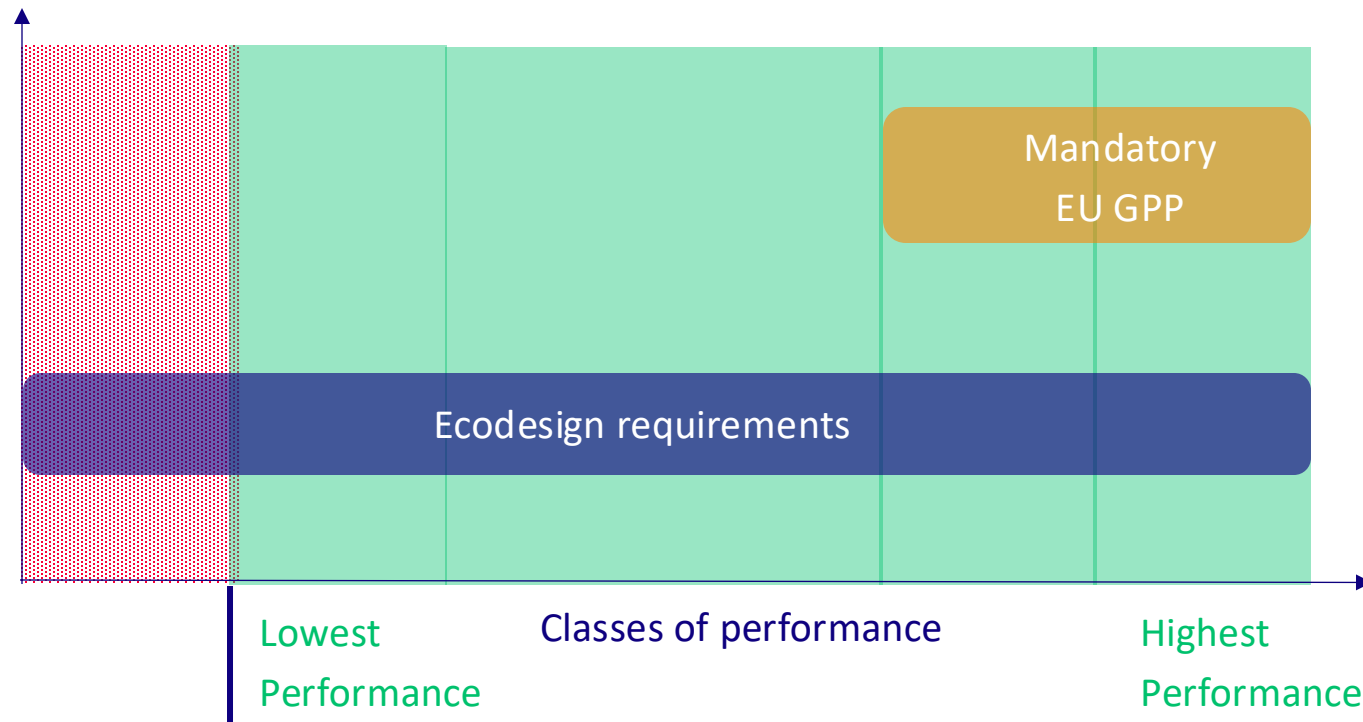 Mandatory
EU GPP
Ecodesign requirements
Lowest
Performance
Classes of performance
Highest
Performance